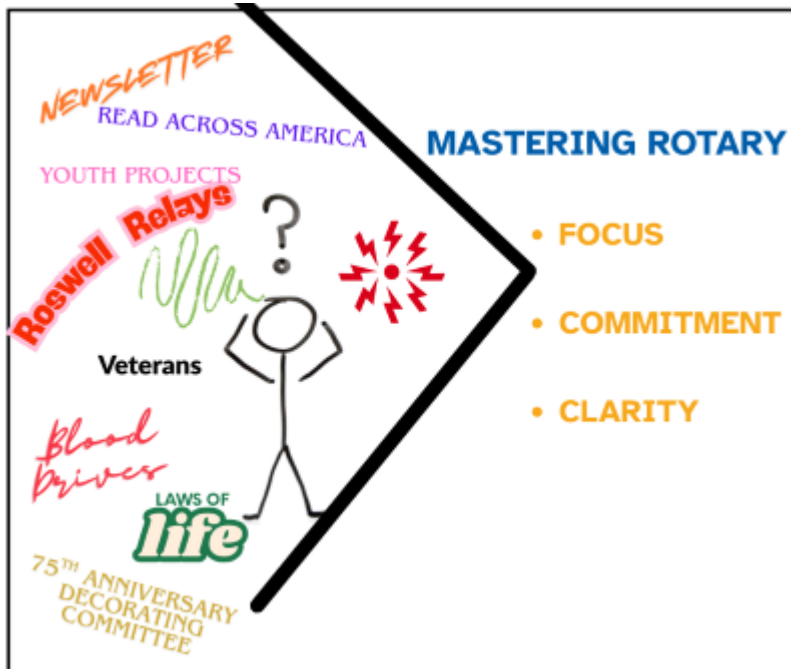 NEWSLETTER
READ ACROSS AMERICA
YOUTH PROJECTS
Roswell Relays
?
Veterans
Blood
Drives
LAWS OF
life
75TH ANNIVERSARY
DECORATING
COMMITTEE
MASTERING ROTARY
• FOCUS
• COMMITMENT
• CLARITY